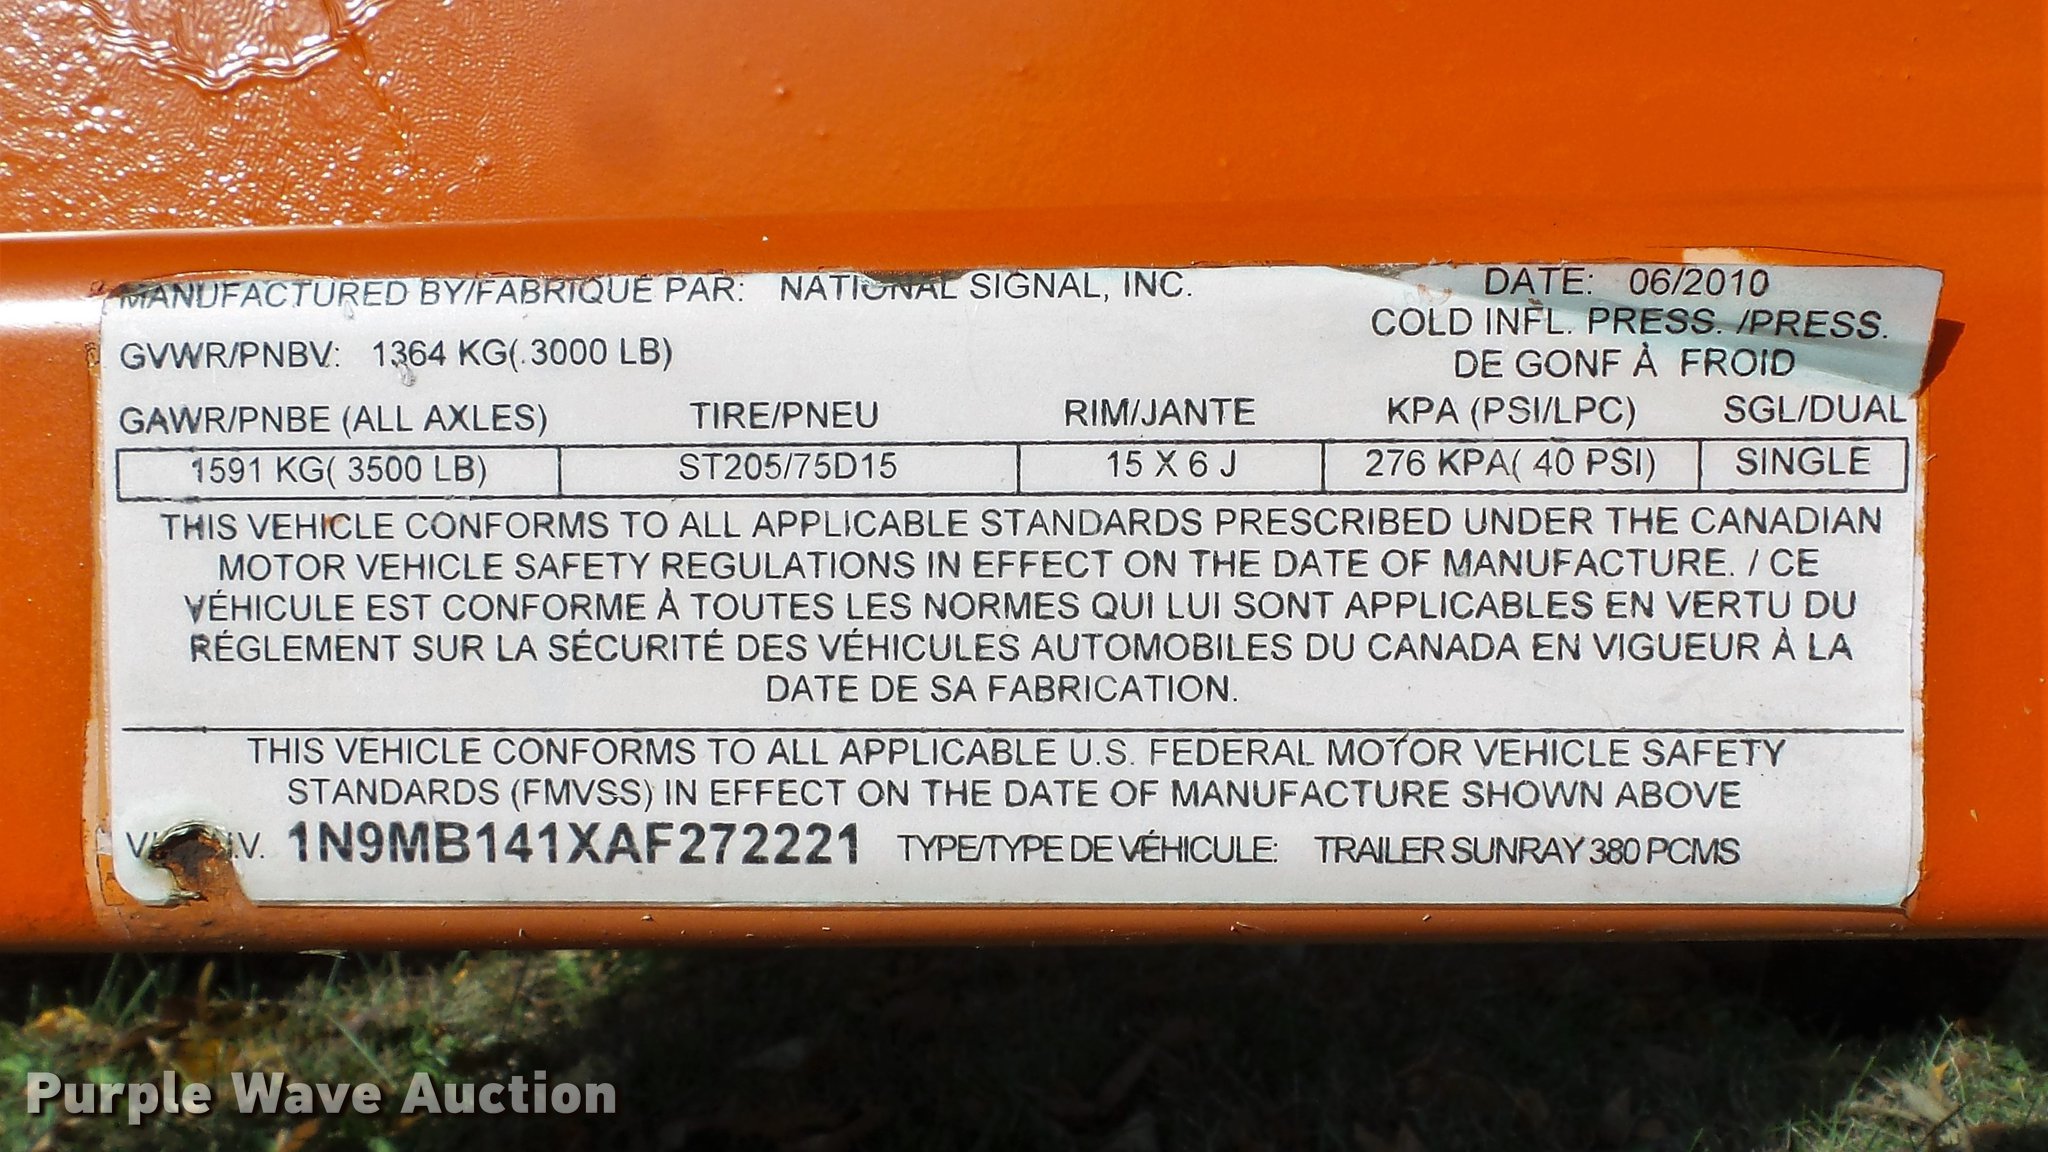 MANUFACTURED BY/FABRIQUÉ PAR: NATIONAL SIGNAL, INC. DATE: 06/2010
COLD INFL. PRESS. /PRESS.
GVWR/PNBV: 1364 KG( 3000 LB) DE GONF À FROID
GAWR/PNBE (ALL AXLES) TIRE/PNEU RIM/JANTE KPA (PSI/LPC) SGL/DUAL
1591 KG( 3500 LB) ST205/75D15 15 X 6 J 276 KPA( 40 PSI) SINGLE
THIS VEHICLE CONFORMS TO ALL APPLICABLE STANDARDS PRESCRIBED UNDER THE CANADIAN
MOTOR VEHICLE SAFETY REGULATIONS IN EFFECT ON THE DATE OF MANUFACTURE. / CE
VÉHICULE EST CONFORME À TOUTES LES NORMES QUI LUI SONT APPLICABLES EN VERTU DU
RÉGLEMENT SUR LA SÉCURITÉ DES VÉHICULES AUTOMOBILES DU CANADA EN VIGUEUR À LA
DATE DE SA FABRICATION.
THIS VEHICLE CONFORMS TO ALL APPLICABLE U.S. FEDERAL MOTOR VEHICLE SAFETY
STANDARDS (FMVSS) IN EFFECT ON THE DATE OF MANUFACTURE SHOWN ABOVE
1N9MB141XAF272221 TYPE/TYPE DE VÉHICULE: TRAILER SUNRAY 380 PCMS
Purple Wave Auction